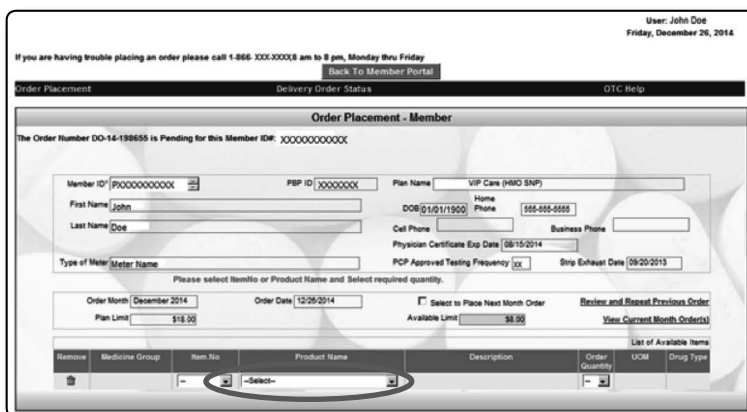 User: John Doe
Friday, December 26, 2014
If you are having trouble placing an order please call 1-866- XXX-XXXX(8 am to 8 pm, Monday thru Friday
Back To Member Portal
Order Placement Delivery Order Status OTC Help
Order Placement - Member
The Order Number DO-14-198655 is Pending for this Member ID#: XXXXXXXXXXX
Member ID* PXXXXXXXXXX PBP ID XXXXXXX Plan Name VIP Care (HMO SNP)
First Name John DOB 01/01/1900 Home Phone 555-555-5555
Last Name Doe Cell Phone Business Phone
Physician Certificate Exp Date 08/15/2014
Type of Meter Meter Name PCP Approved Testing Frequency XX Strip Exhaust Date 09/20/2013
Please select ItemNo or Product Name and Select required quantity.
Order Month December 2014 Order Date 12/26/2014 Select to Place Next Month Order Review and Repeat Previous Order
Plan Limit $18.00 Available Limit $8.00 View Current Month Order(s)
List of Available Items
Remove Medicine Group Item.No Product Name Description Order Quantity UOM Drug Type
-- --Select-- --